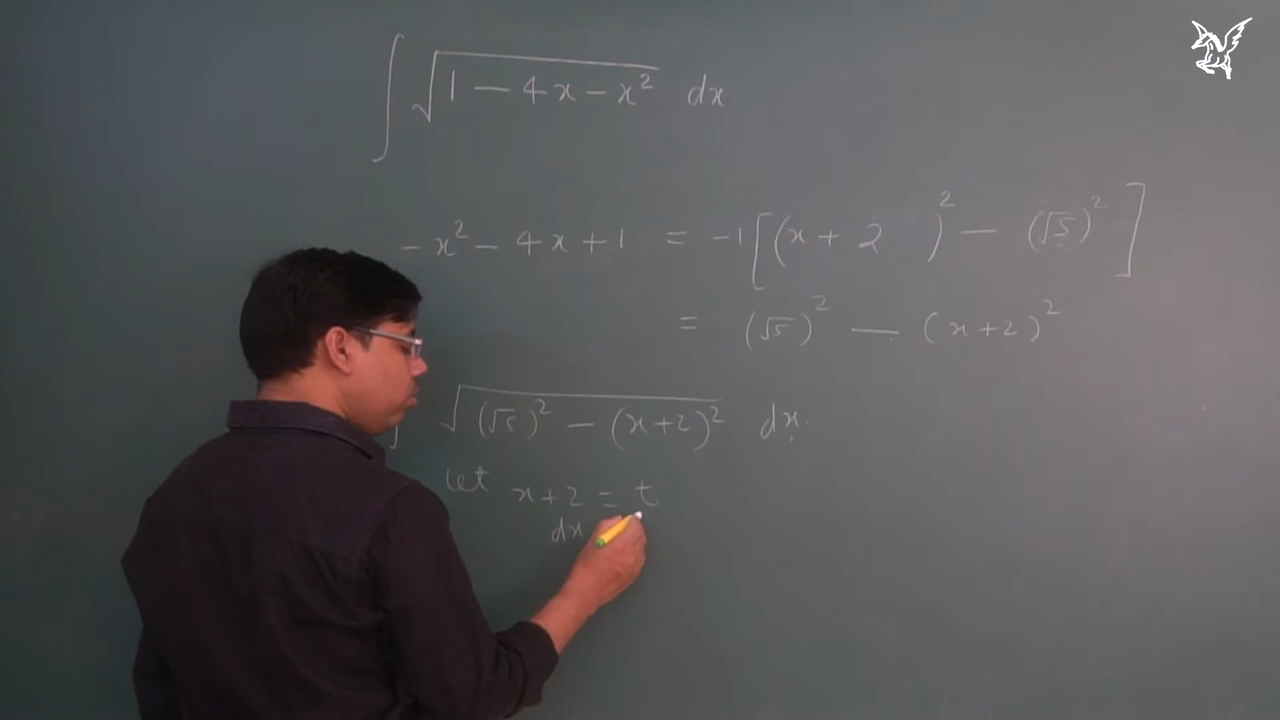 ∫ √(1 − 4x − x²) dx
− x² − 4x + 1 = −1[(x + 2 )² − (√5)²]
= (√5)² − (x + 2)²
∫ √((√5)² − (x+2)²) dx.
let x + 2 = t
dx